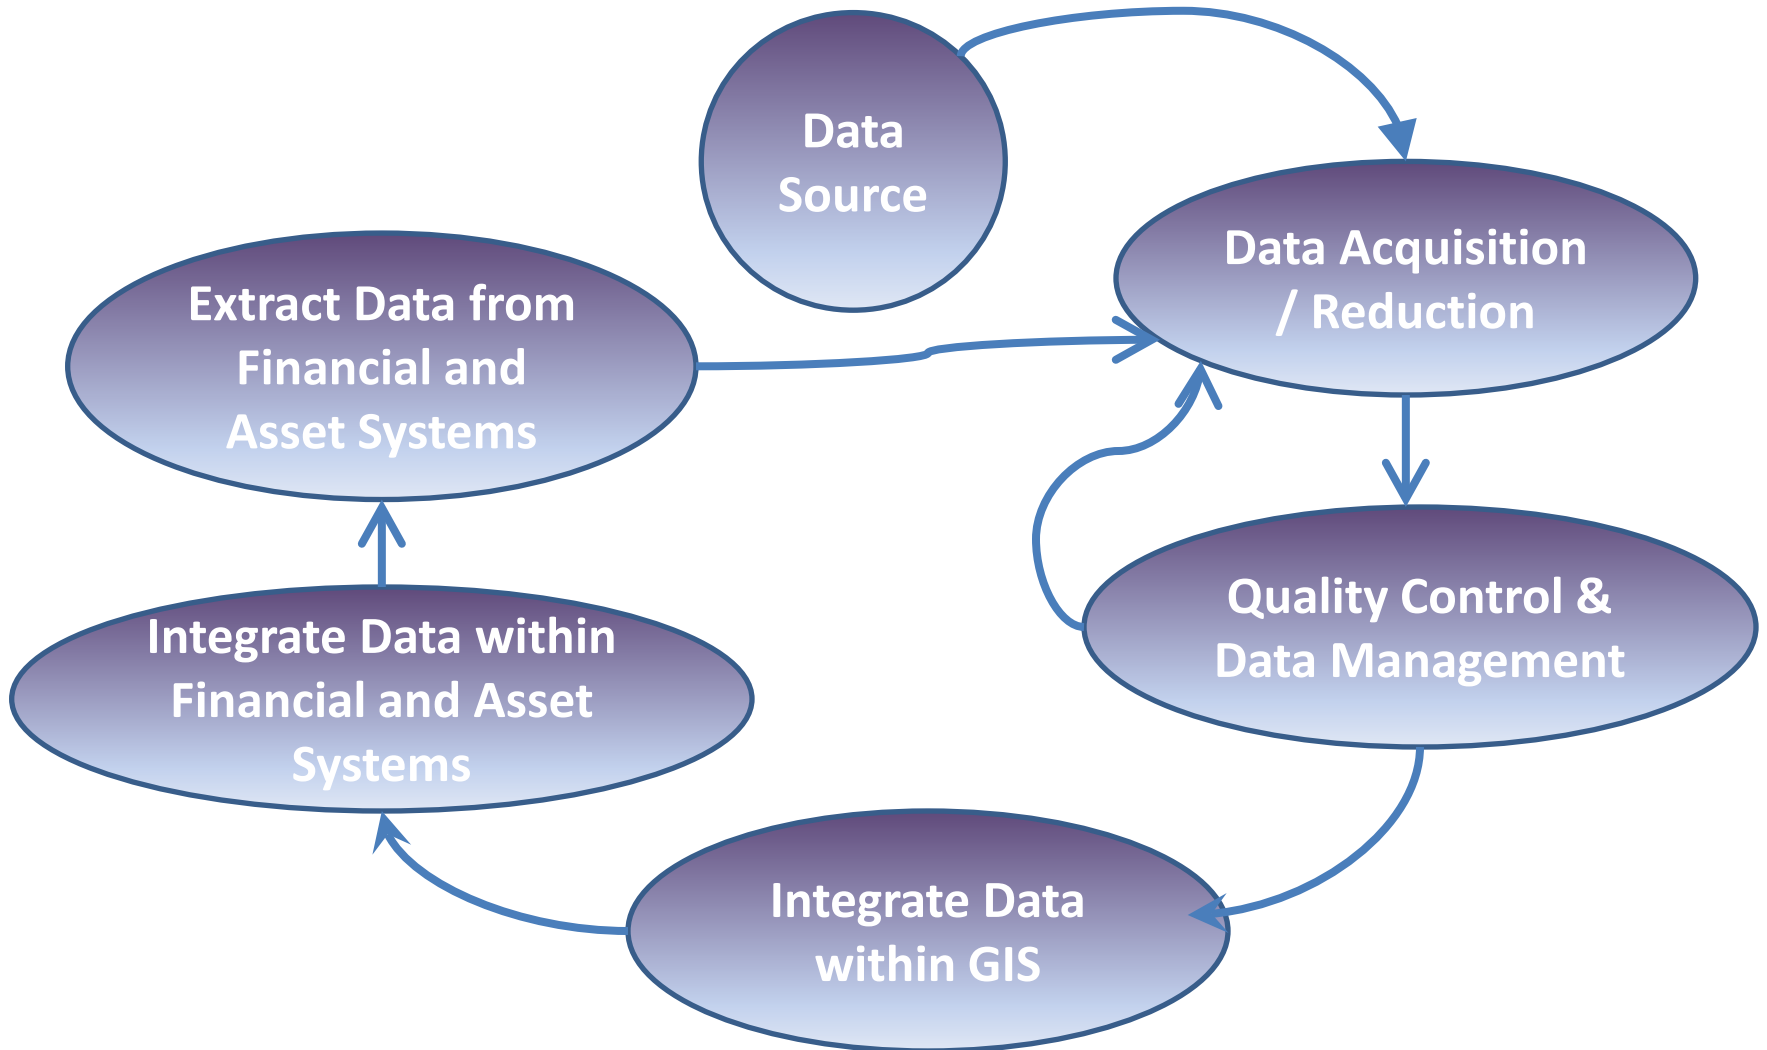 Data
Source
Data Acquisition
/ Reduction
Extract Data from
Financial and
Asset Systems
Quality Control &
Data Management
Integrate Data within
Financial and Asset
Systems
Integrate Data
within GIS